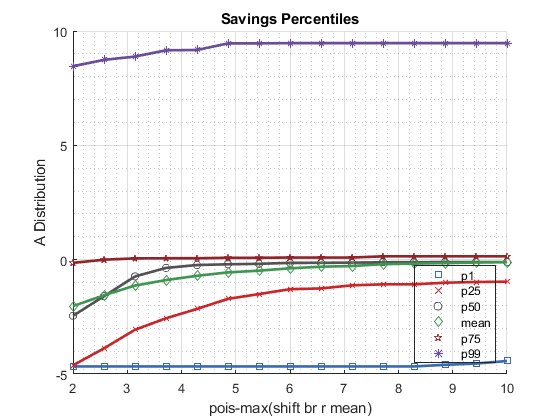 Savings Percentiles
10
5
0
-5
A Distribution
p1
p25
p50
mean
p75
p99
2
3
4
5
6
7
8
9
10
pois-max(shift br r mean)